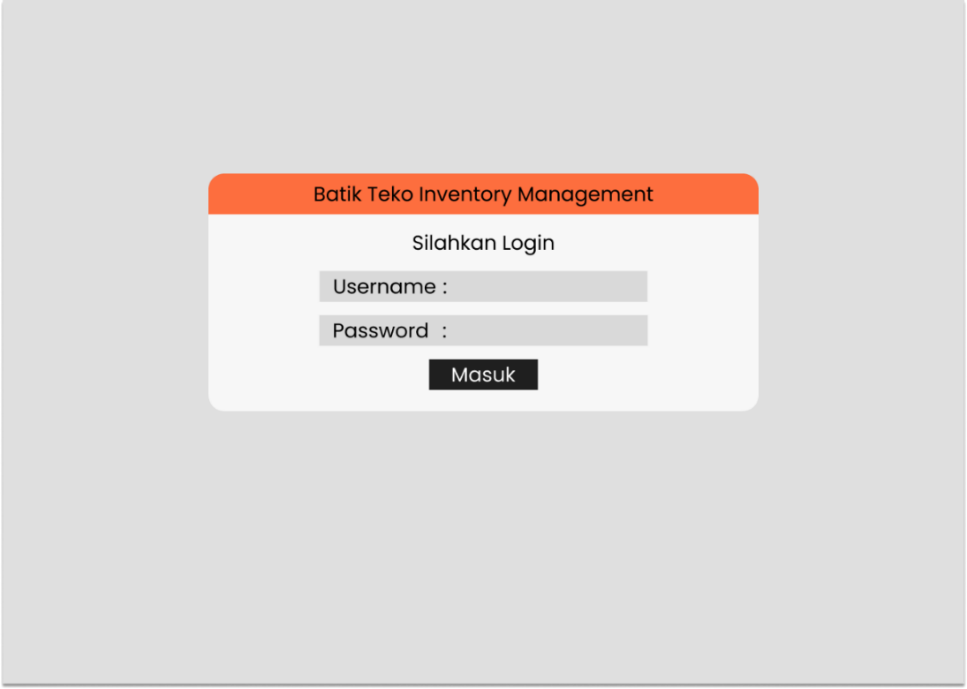 Batik Teko Inventory Management
Silahkan Login
Username :
Password :
Masuk